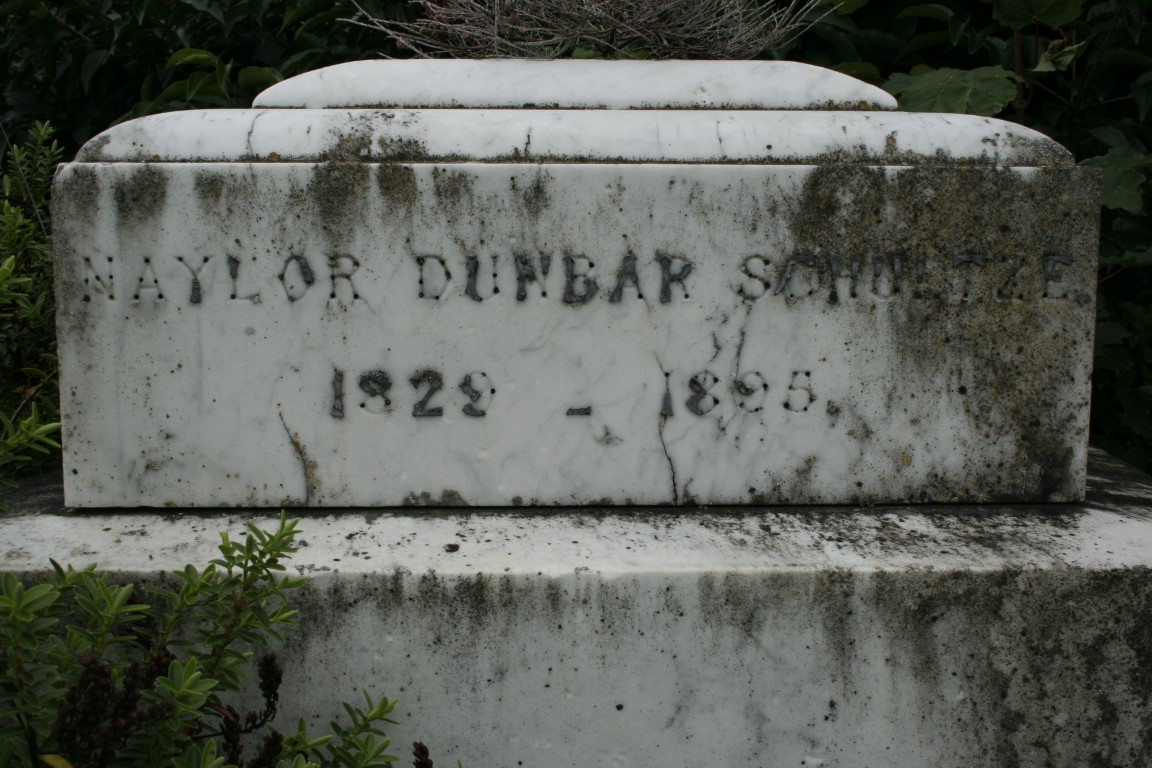 NAYLOR DUNBAR SCHULTZE.
1829 - 1895